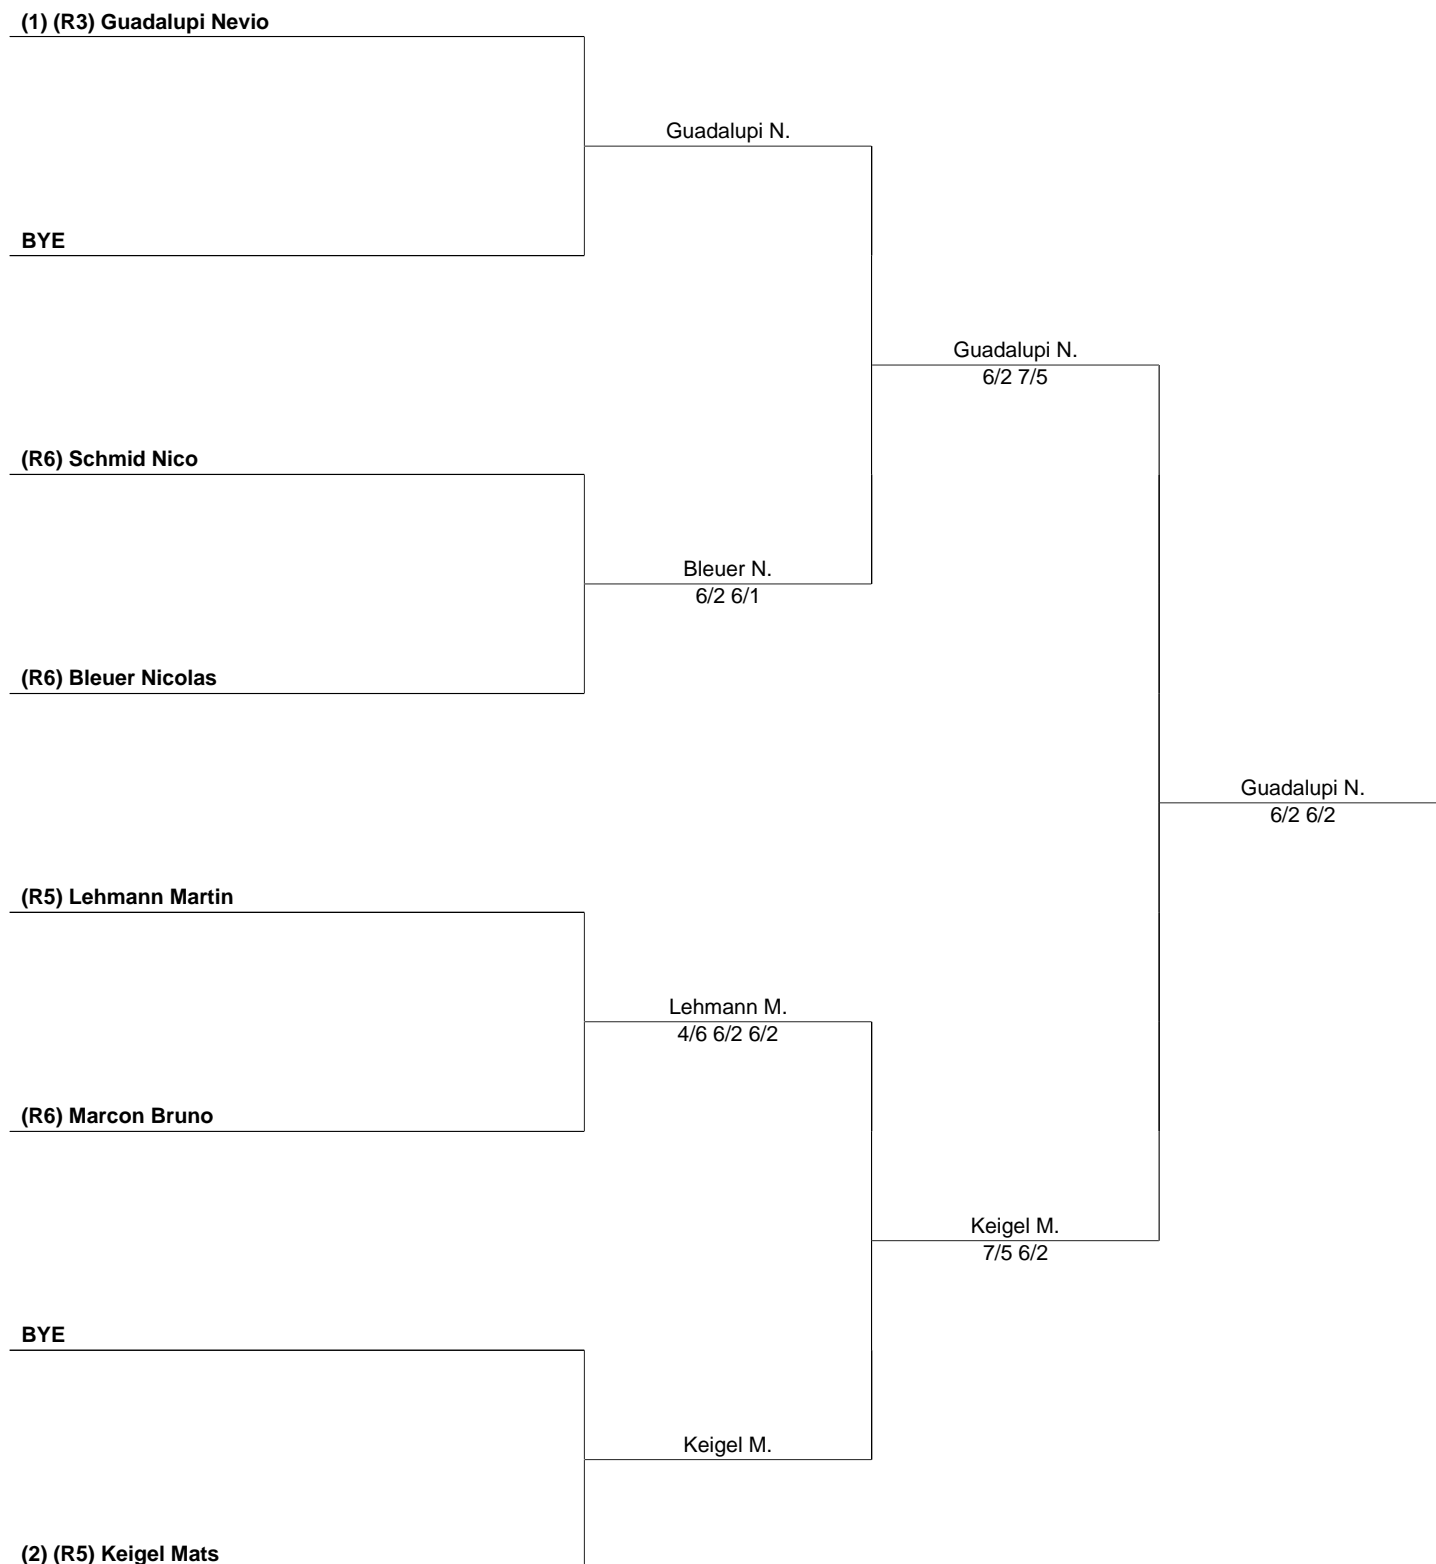 (1) (R3) Guadalupi Nevio
Guadalupi N.
BYE
Guadalupi N.
6/2 7/5
(R6) Schmid Nico
Bleuer N.
6/2 6/1
(R6) Bleuer Nicolas
Guadalupi N.
6/2 6/2
(R5) Lehmann Martin
Lehmann M.
4/6 6/2 6/2
(R6) Marcon Bruno
Keigel M.
7/5 6/2
BYE
Keigel M.
(2) (R5) Keigel Mats